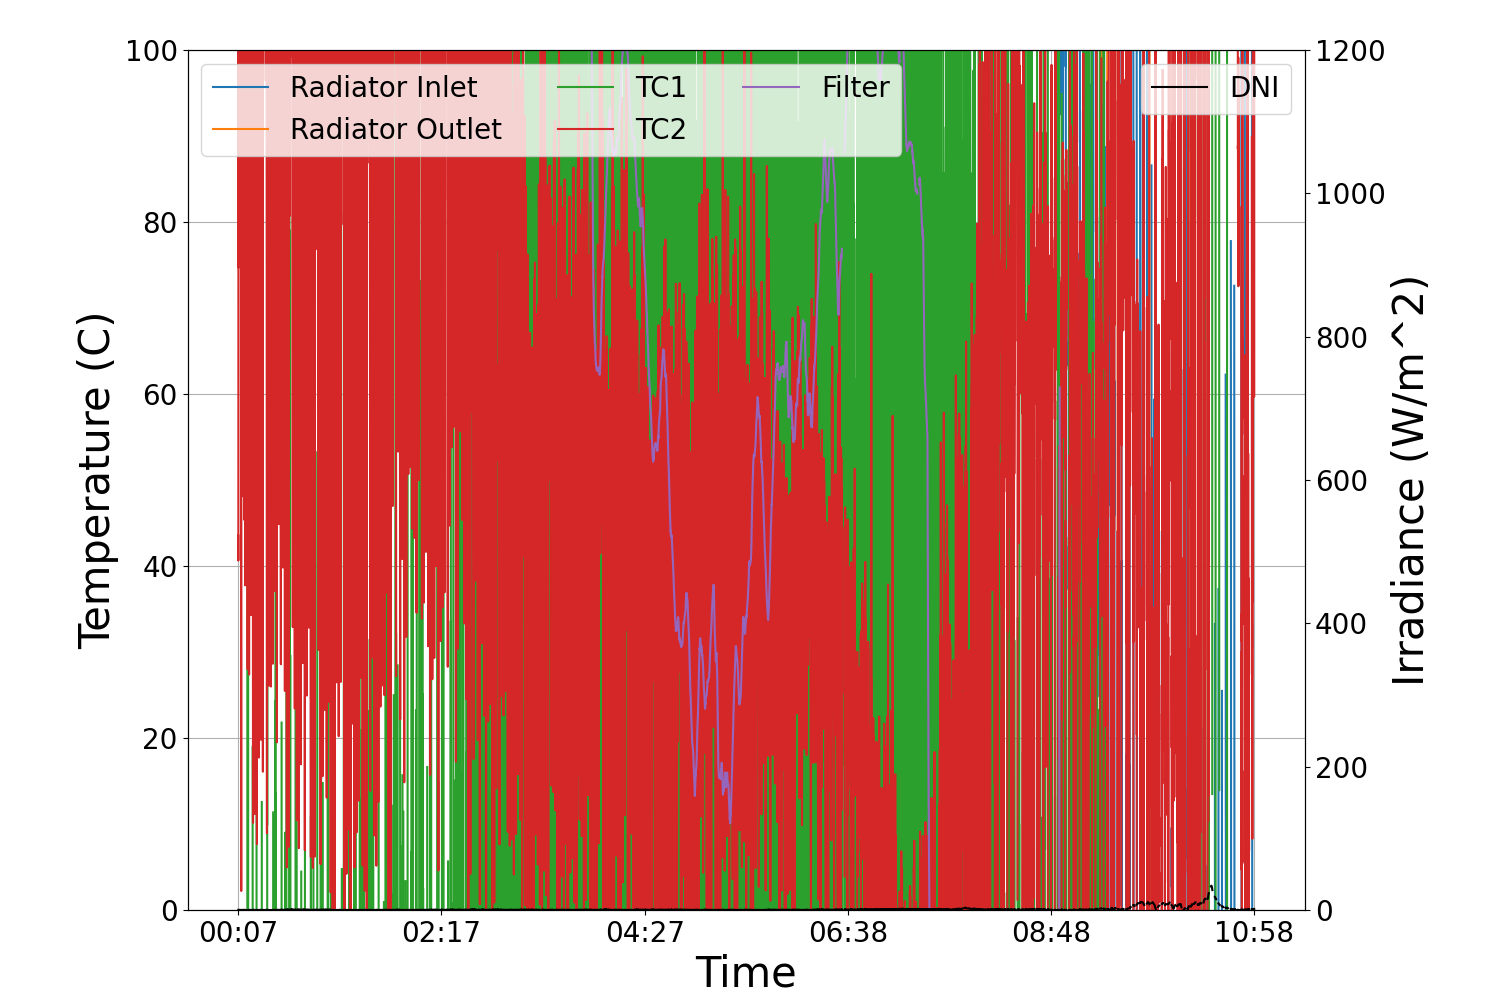 Radiator Inlet
Radiator Outlet
TC1
TC2
Filter
DNI
100
80
60
40
20
0
Temperature (C)
1200
1000
800
600
400
200
0
Irradiance (W/m^2)
00:07 02:17 04:27 06:38 08:48 10:58
Time